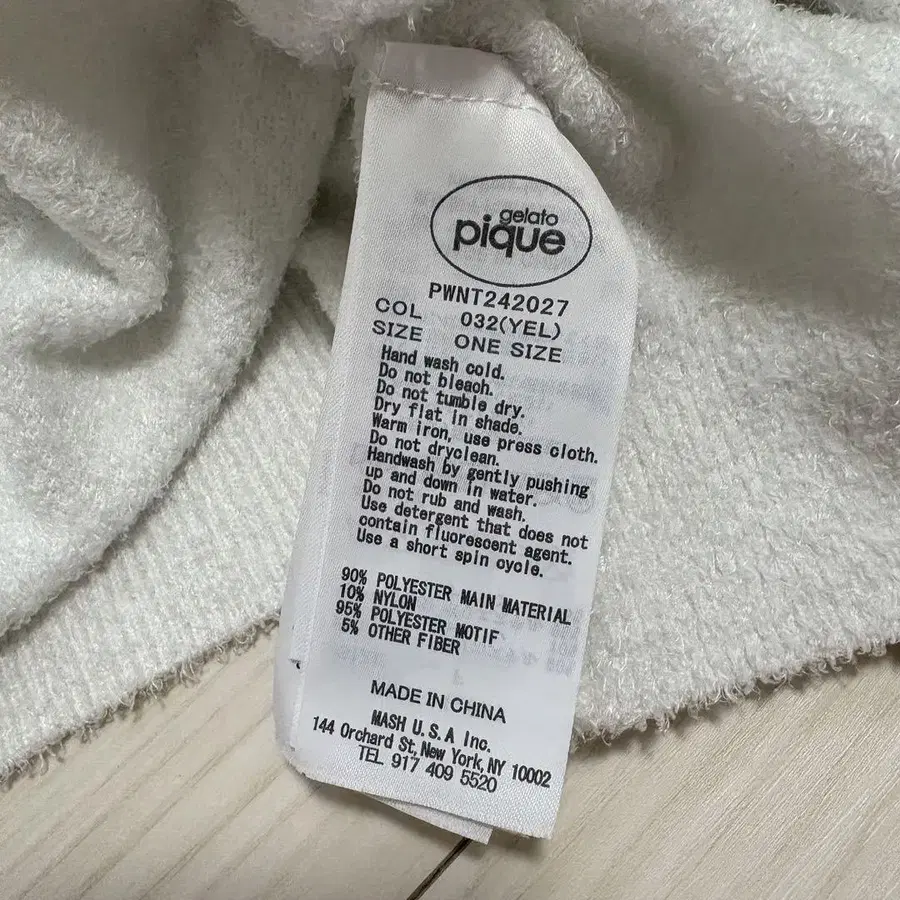 gelato
pique
PWNT242027
COL 032(YEL)
SIZE ONE SIZE
Hand wash cold.
Do not bleach.
Do not tumble dry.
Dry flat in shade.
Warm iron, use press cloth.
Do not dryclean.
Handwash by gently pushing
up and down in water.
Do not rub and wash.
Use detergent that does not
contain fluorescent agent.
Use a short spin cycle.
90% POLYESTER MAIN MATERIAL
10% NYLON
95% POLYESTER MOTIF
5% OTHER FIBER
MADE IN CHINA
MASH U.S.A Inc.
144 Orchard St, New York, NY 10002
TEL 917 409 5520